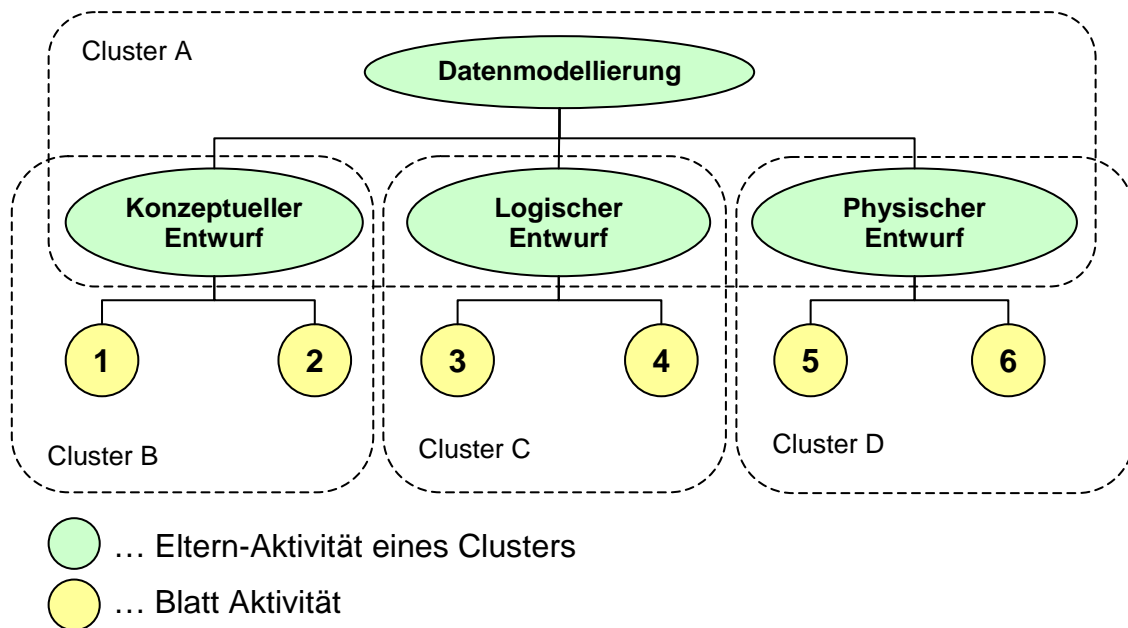 Cluster A
Datenmodellierung
Konzeptueller
Entwurf
Logischer
Entwurf
Physischer
Entwurf
1
2
3
4
5
6
Cluster B
Cluster C
Cluster D
... Eltern-Aktivität eines Clusters
... Blatt Aktivität